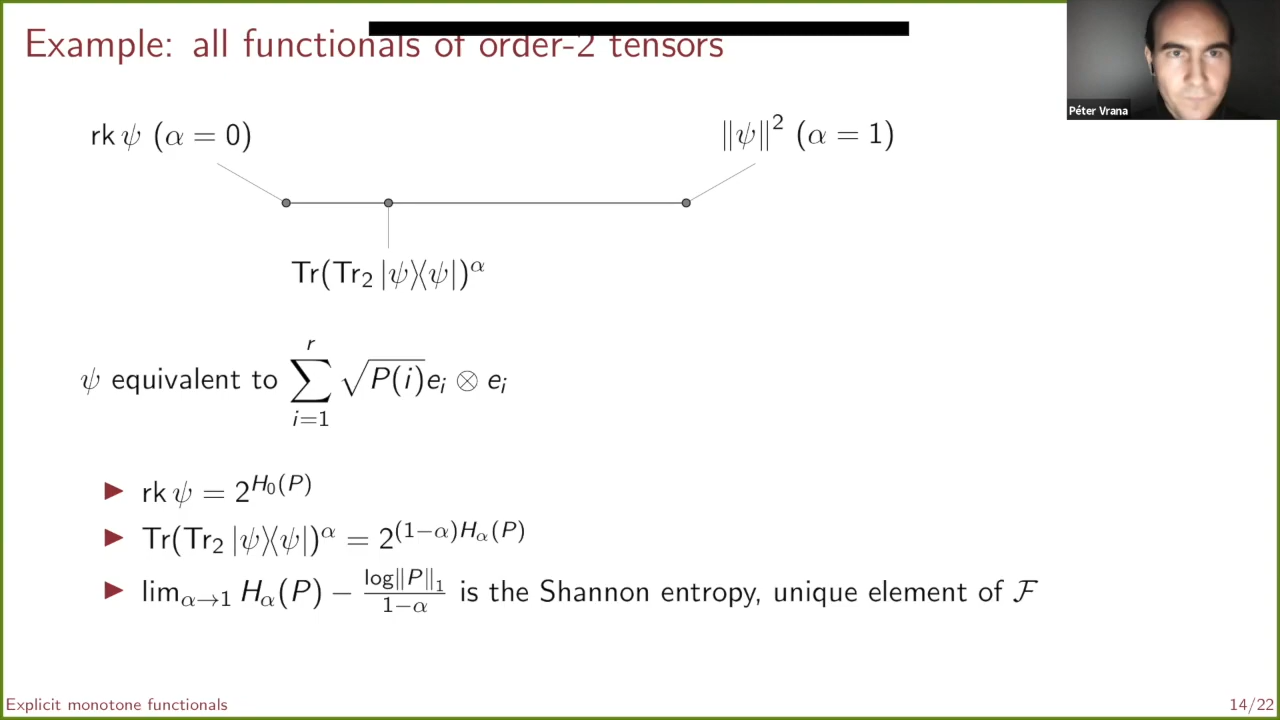 Example: all functionals of order-2 tensors
Péter Vrana
rk ψ (α = 0)
‖ψ‖² (α = 1)
Tr(Tr₂ |ψ⟩⟨ψ|)^α
ψ equivalent to ∑_{i=1}^{r} √P(i) e_i ⊗ e_i
▶ rk ψ = 2^{H₀(P)}
▶ Tr(Tr₂ |ψ⟩⟨ψ|)^α = 2^{(1−α)H_α(P)}
▶ lim_{α→1} H_α(P) − log‖P‖₁/(1−α) is the Shannon entropy, unique element of ℱ
Explicit monotone functionals
14/22